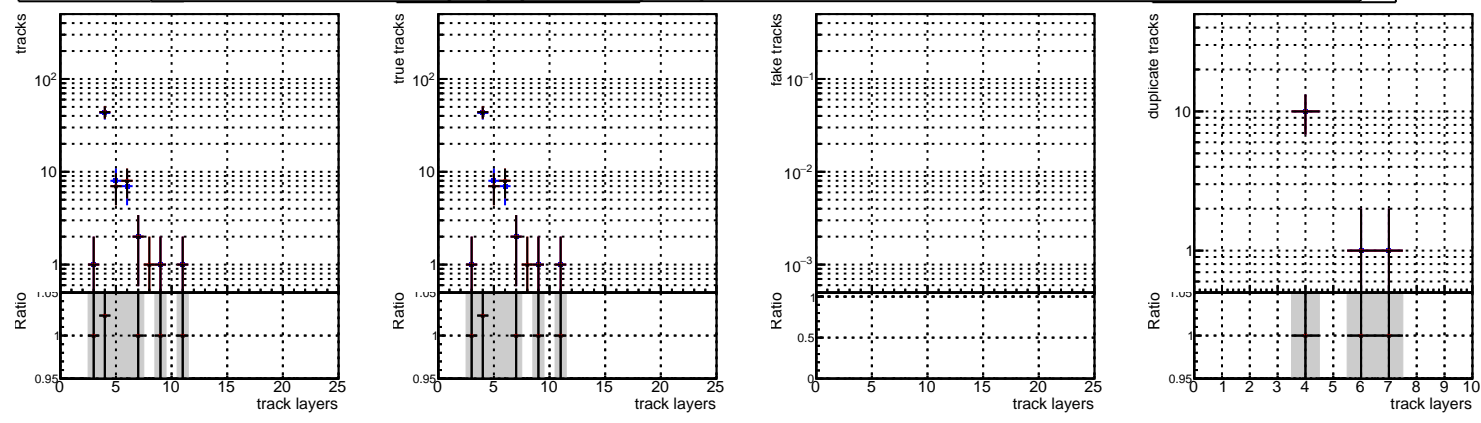 tracks
10²
10
1
Ratio
1.05
1
0.95
0 5 10 15 20 25
track layers
true tracks
10²
10
1
Ratio
1.05
1
0.95
0 5 10 15 20 25
track layers
fake tracks
10⁻¹
10⁻²
10⁻³
Ratio
1
0.5
0
0 5 10 15 20 25
track layers
duplicate tracks
10
1
Ratio
1.05
1
0.95
0 1 2 3 4 5 6 7 8 9 10
track layers